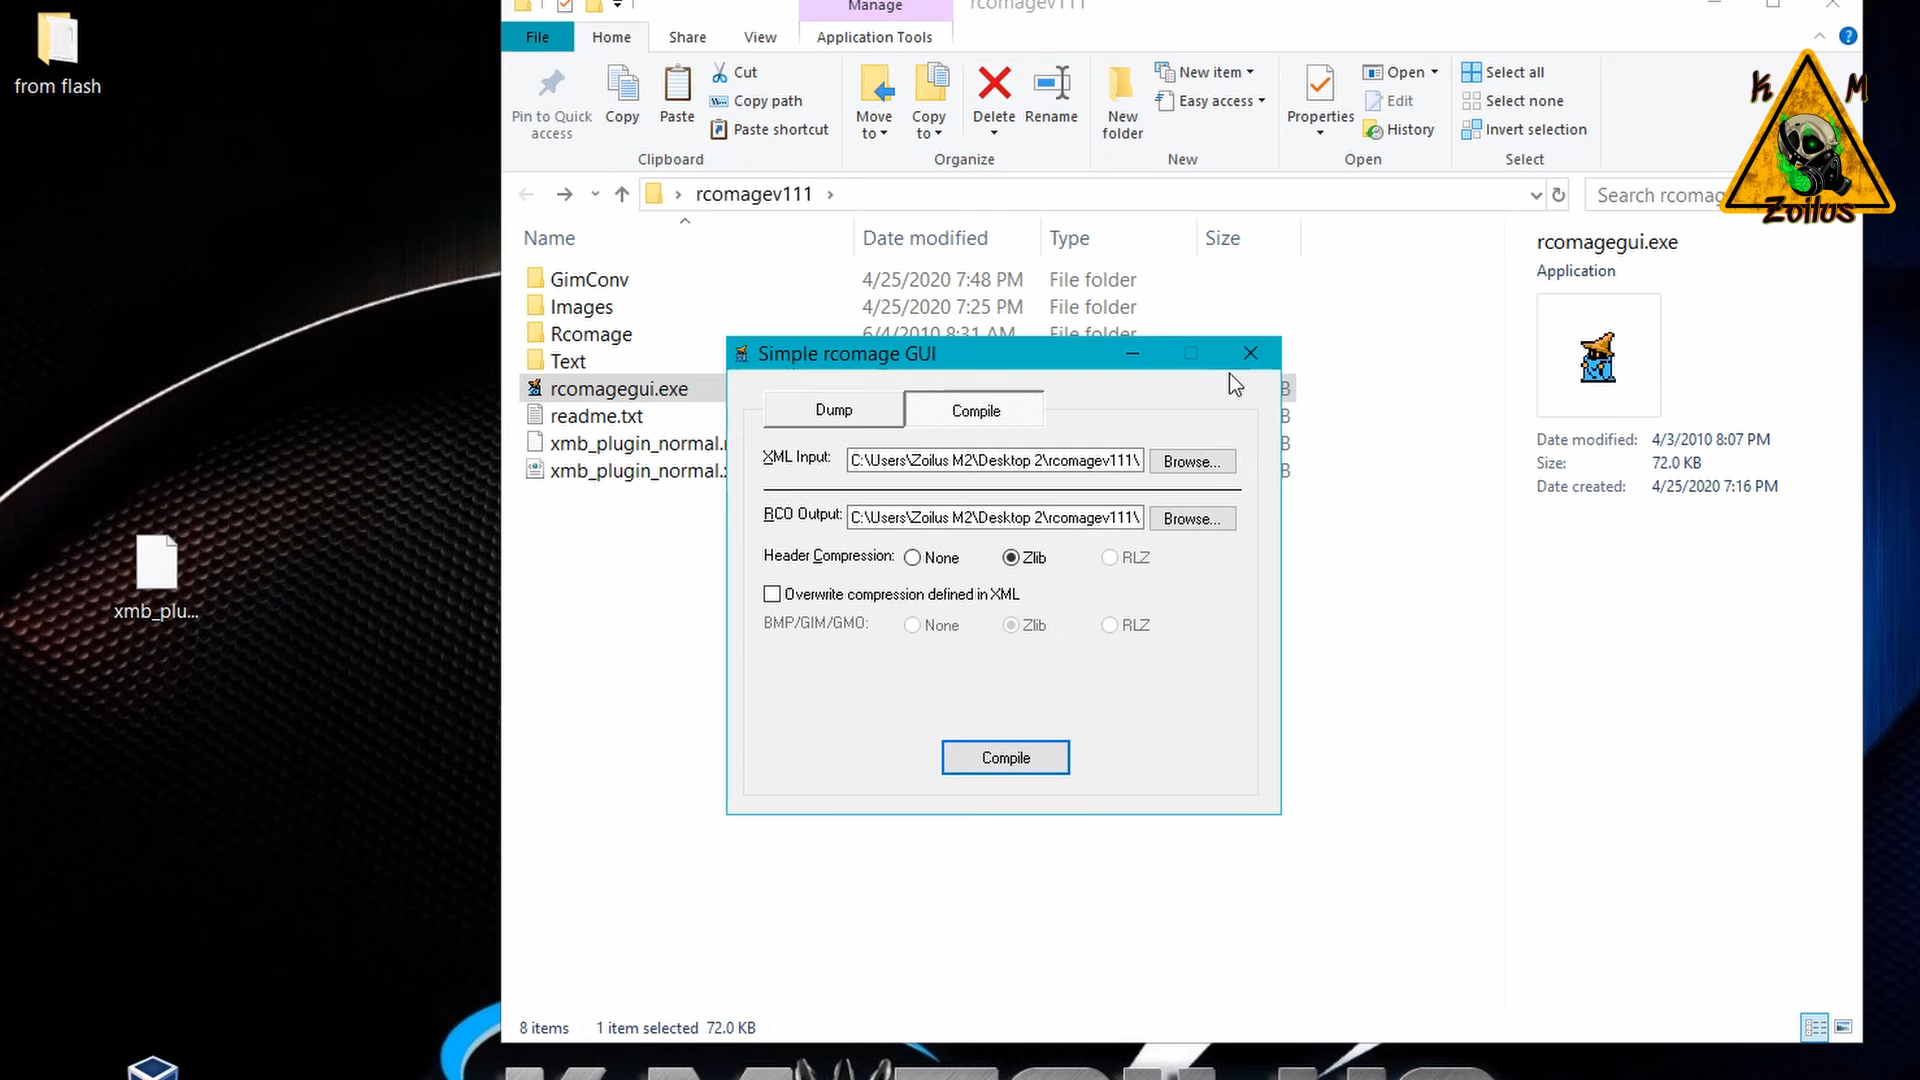 from flash
xmb_plu...
Manage
rcomagev111
File
Home
Share
View
Application Tools
Pin to Quick
access
Copy
Paste
Cut
Copy path
Paste shortcut
Clipboard
Move
to
Copy
to
Delete
Rename
Organize
New
folder
New item
Easy access
New
Properties
Open
Edit
History
Open
Select all
Select none
Invert selection
Select
K M
Zoilus
rcomagev111
Search rcomag
Name
Date modified
Type
Size
GimConv 4/25/2020 7:48 PM File folder
Images 4/25/2020 7:25 PM File folder
Rcomage 6/4/2010 8:31 AM File folder
Text
rcomagegui.exe
readme.txt
xmb_plugin_normal.
xmb_plugin_normal.
rcomagegui.exe
Application
Date modified: 4/3/2010 8:07 PM
Size: 72.0 KB
Date created: 4/25/2020 7:16 PM
Simple rcomage GUI
Dump
Compile
XML Input:
C:\Users\Zoilus M2\Desktop 2\rcomagev111\
Browse...
RCO Output:
C:\Users\Zoilus M2\Desktop 2\rcomagev111\
Browse...
Header Compression: None Zlib RLZ
Overwrite compression defined in XML
BMP/GIM/GMO: None Zlib RLZ
Compile
8 items 1 item selected 72.0 KB